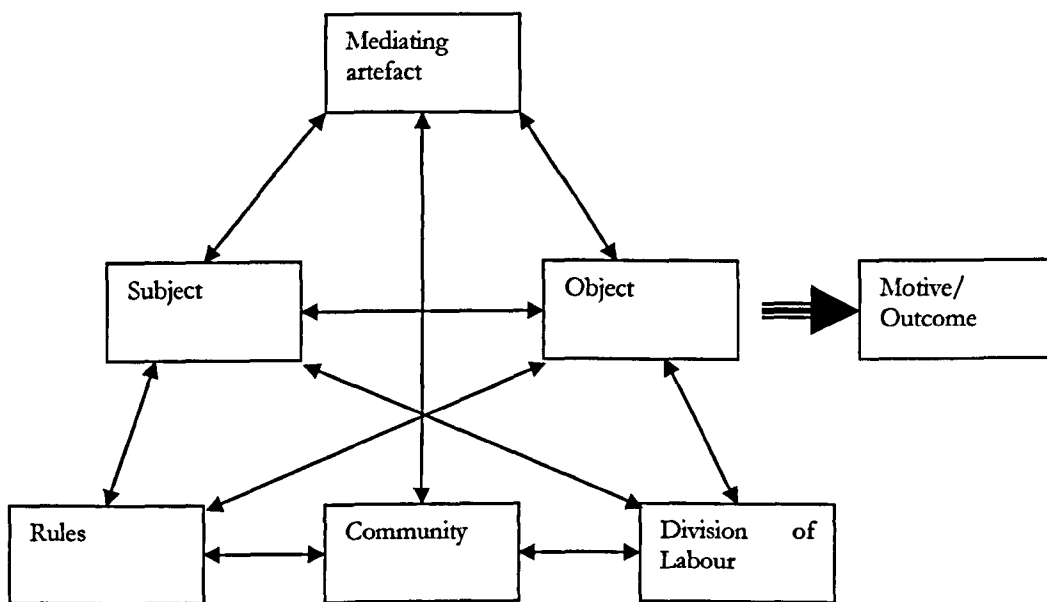 Mediating
artefact
Subject
Object
Motive/
Outcome
Rules
Community
Division of
Labour